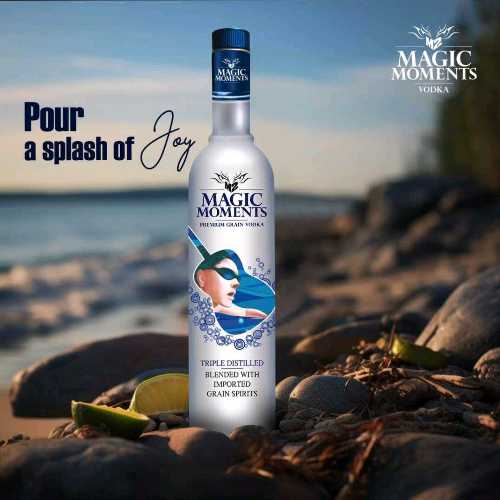 Pour
a splash of Joy
MAGIC
MOMENTS
VODKA
MAGIC
MOMENTS
MAGIC
MOMENTS
PREMIUM GRAIN VODKA
TRIPLE DISTILLED
BLENDED WITH
IMPORTED
GRAIN SPIRITS